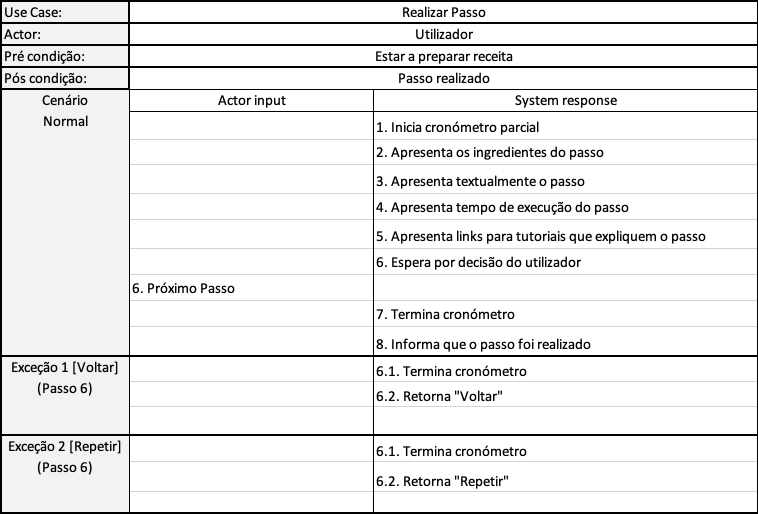 Use Case: Realizar Passo
Actor: Utilizador
Pré condição: Estar a preparar receita
Pós condição: Passo realizado
Cenário Normal Actor input System response
1. Inicia cronómetro parcial
2. Apresenta os ingredientes do passo
3. Apresenta textualmente o passo
4. Apresenta tempo de execução do passo
5. Apresenta links para tutoriais que expliquem o passo
6. Espera por decisão do utilizador
6. Próximo Passo
7. Termina cronómetro
8. Informa que o passo foi realizado
Exceção 1 [Voltar] 6.1. Termina cronómetro
(Passo 6) 6.2. Retorna "Voltar"
Exceção 2 [Repetir] 6.1. Termina cronómetro
(Passo 6) 6.2. Retorna "Repetir"